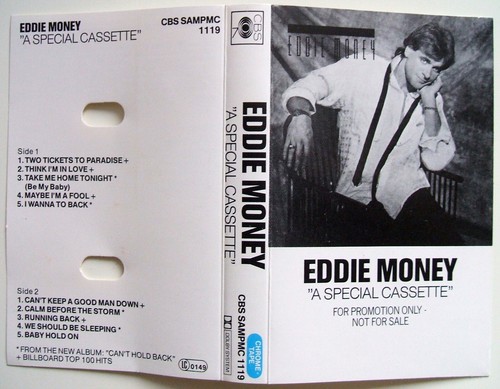 EDDIE MONEY
"A SPECIAL CASSETTE"
CBS SAMPMC
1119
Side 1
1. TWO TICKETS TO PARADISE +
2. THINK I'M IN LOVE +
3. TAKE ME HOME TONIGHT *
(Be My Baby)
4. MAYBE I'M A FOOL +
5. I WANNA TO BACK *
Side 2
1. CAN'T KEEP A GOOD MAN DOWN +
2. CALM BEFORE THE STORM *
3. RUNNING BACK +
4. WE SHOULD BE SLEEPING *
5. BABY HOLD ON
* FROM THE NEW ALBUM: "CAN'T HOLD BACK"
+ BILLBOARD TOP 100 HITS
LC 0149
CBS
EDDIE MONEY
"A SPECIAL CASSETTE"
CBS SAMPMC 1119
DOLBY SYSTEM
CHROME-
TAPE
EDDIE MONEY
EDDIE MONEY
"A SPECIAL CASSETTE"
FOR PROMOTION ONLY -
NOT FOR SALE